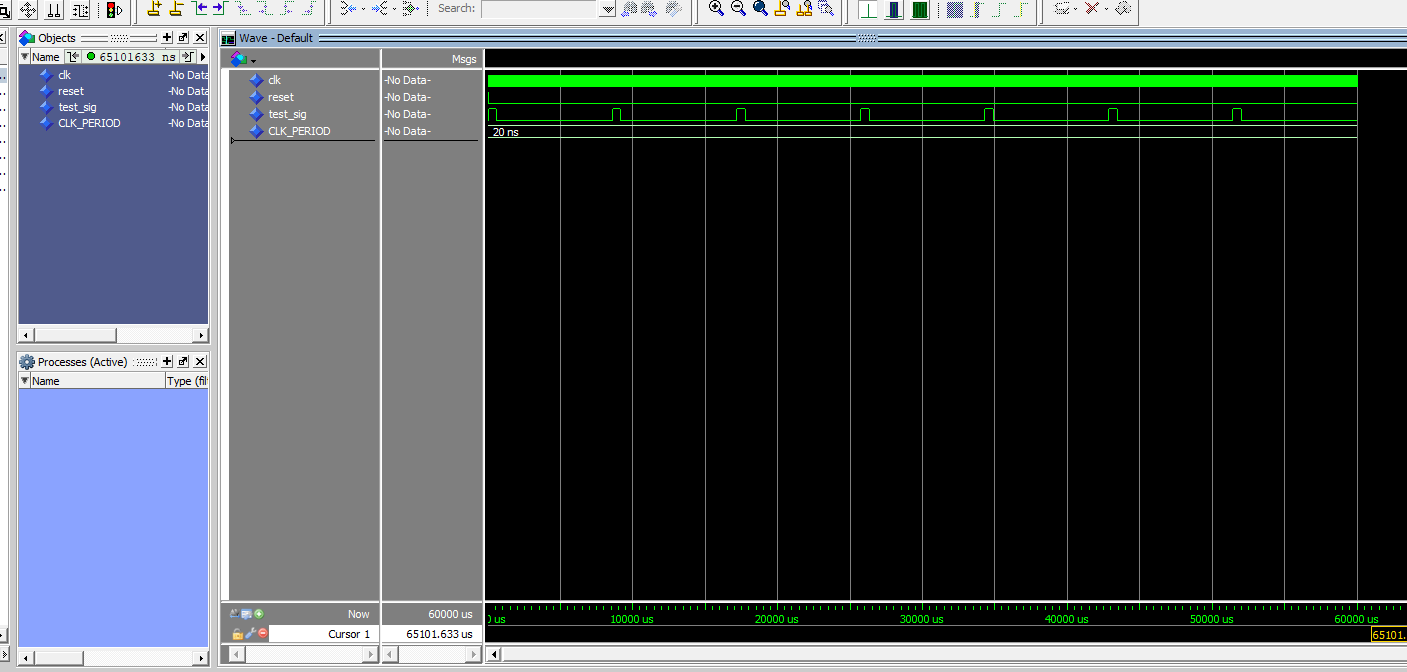 Search:
Objects
Name 65101633 ns
clk -No Data
reset -No Data
test_sig -No Data
CLK_PERIOD -No Data
Processes (Active)
Name Type (fil
Wave - Default
Msgs
clk -No Data-
reset -No Data-
test_sig -No Data-
CLK_PERIOD -No Data- 20 ns
Now 60000 us
us 10000 us 20000 us 30000 us 40000 us 50000 us 60000 us
Cursor 1 65101.633 us 65101.